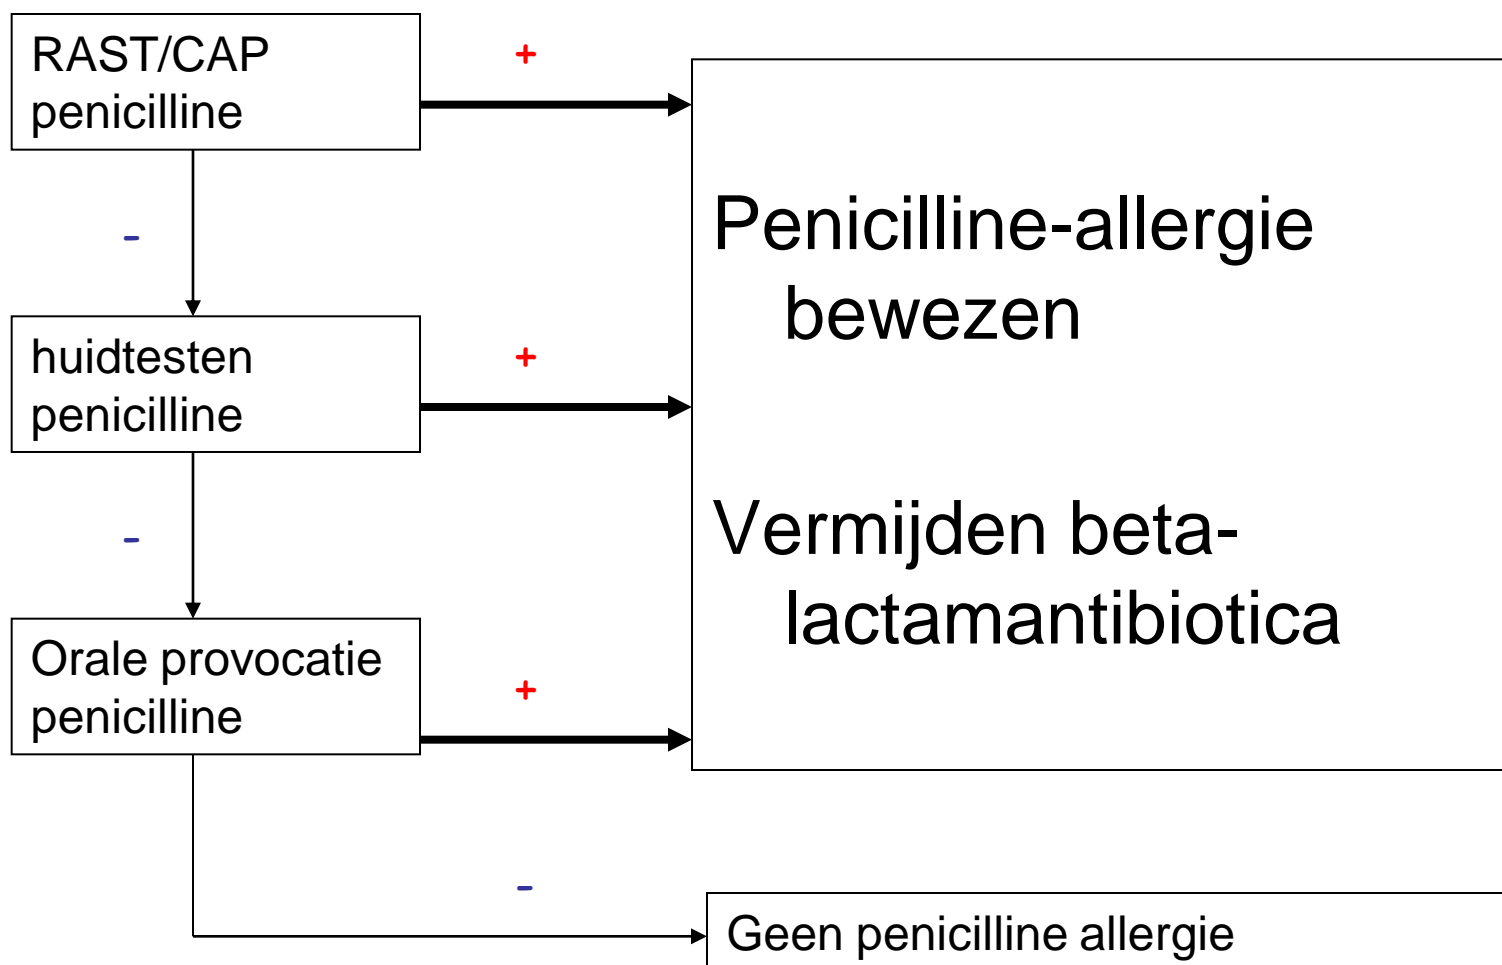 RAST/CAP
penicilline
+
-
huidtesten
penicilline
+
-
Orale provocatie
penicilline
+
Penicilline-allergie
bewezen
Vermijden beta-
lactamantibiotica
-
Geen penicilline allergie